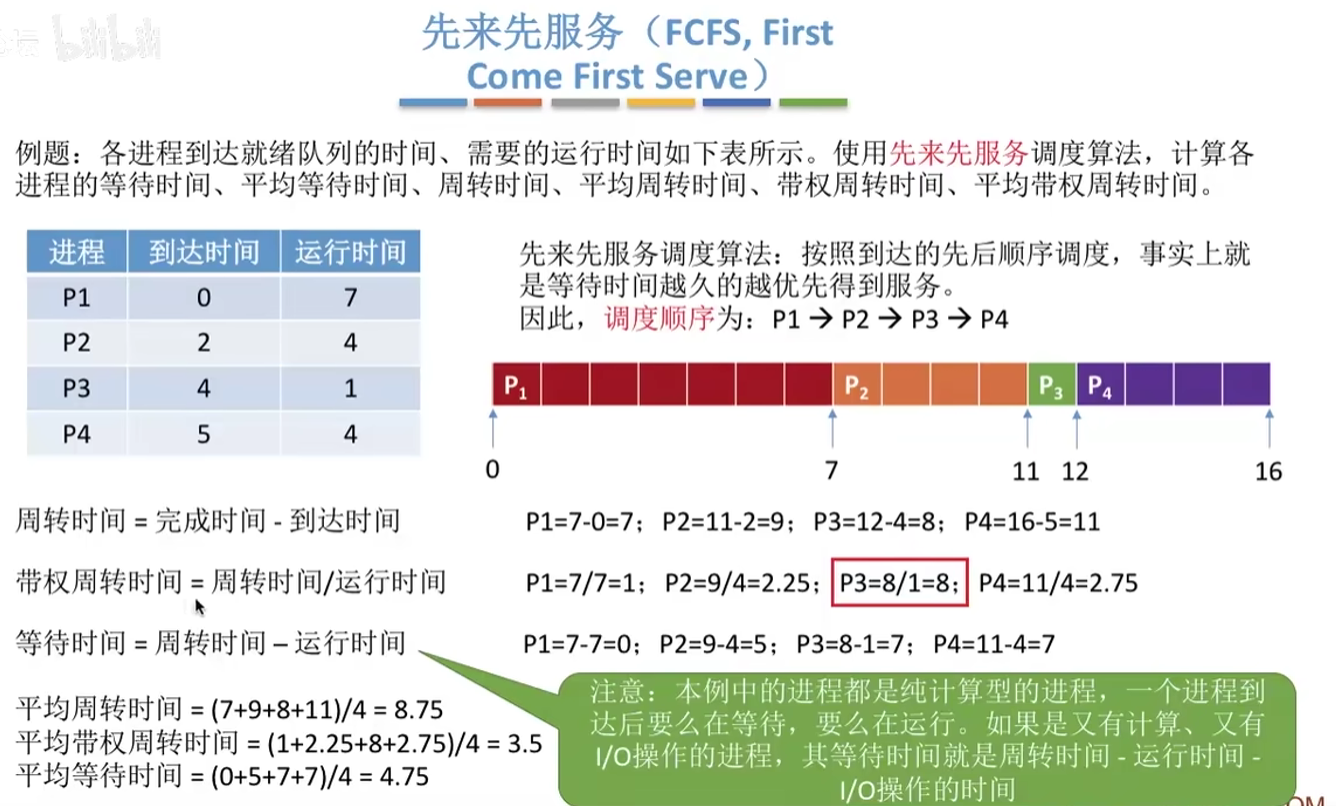 bilibili
先来先服务（FCFS, First
Come First Serve）
例题：各进程到达就绪队列的时间、需要的运行时间如下表所示。使用先来先服务调度算法，计算各
进程的等待时间、平均等待时间、周转时间、平均周转时间、带权周转时间、平均带权周转时间。
进程 到达时间 运行时间
P1 0 7
P2 2 4
P3 4 1
P4 5 4
先来先服务调度算法：按照到达的先后顺序调度，事实上就
是等待时间越久的越优先得到服务。
因此，调度顺序为：P1 → P2 → P3 → P4
P1 P2 P3 P4
0 7 11 12 16
周转时间 = 完成时间 - 到达时间 P1=7-0=7；P2=11-2=9；P3=12-4=8；P4=16-5=11
带权周转时间 = 周转时间/运行时间 P1=7/7=1；P2=9/4=2.25；P3=8/1=8；P4=11/4=2.75
等待时间 = 周转时间 – 运行时间 P1=7-7=0；P2=9-4=5；P3=8-1=7；P4=11-4=7
平均周转时间 = (7+9+8+11)/4 = 8.75
平均带权周转时间 = (1+2.25+8+2.75)/4 = 3.5
平均等待时间 = (0+5+7+7)/4 = 4.75
注意：本例中的进程都是纯计算型的进程，一个进程到
达后要么在等待，要么在运行。如果是又有计算、又有
I/O操作的进程，其等待时间就是周转时间 - 运行时间 -
I/O操作的时间